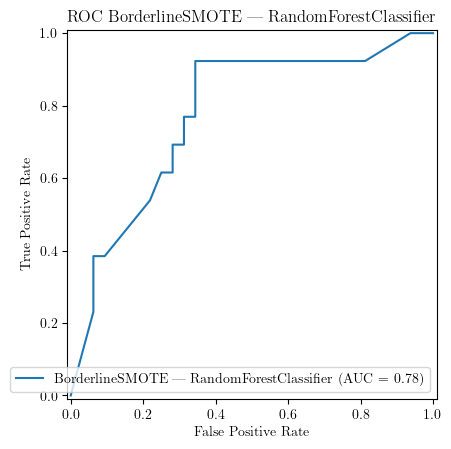 ROC BorderlineSMOTE — RandomForestClassifier
1.0
0.8
0.6
0.4
0.2
0.0
True Positive Rate
BorderlineSMOTE — RandomForestClassifier (AUC = 0.78)
0.0 0.2 0.4 0.6 0.8 1.0
False Positive Rate